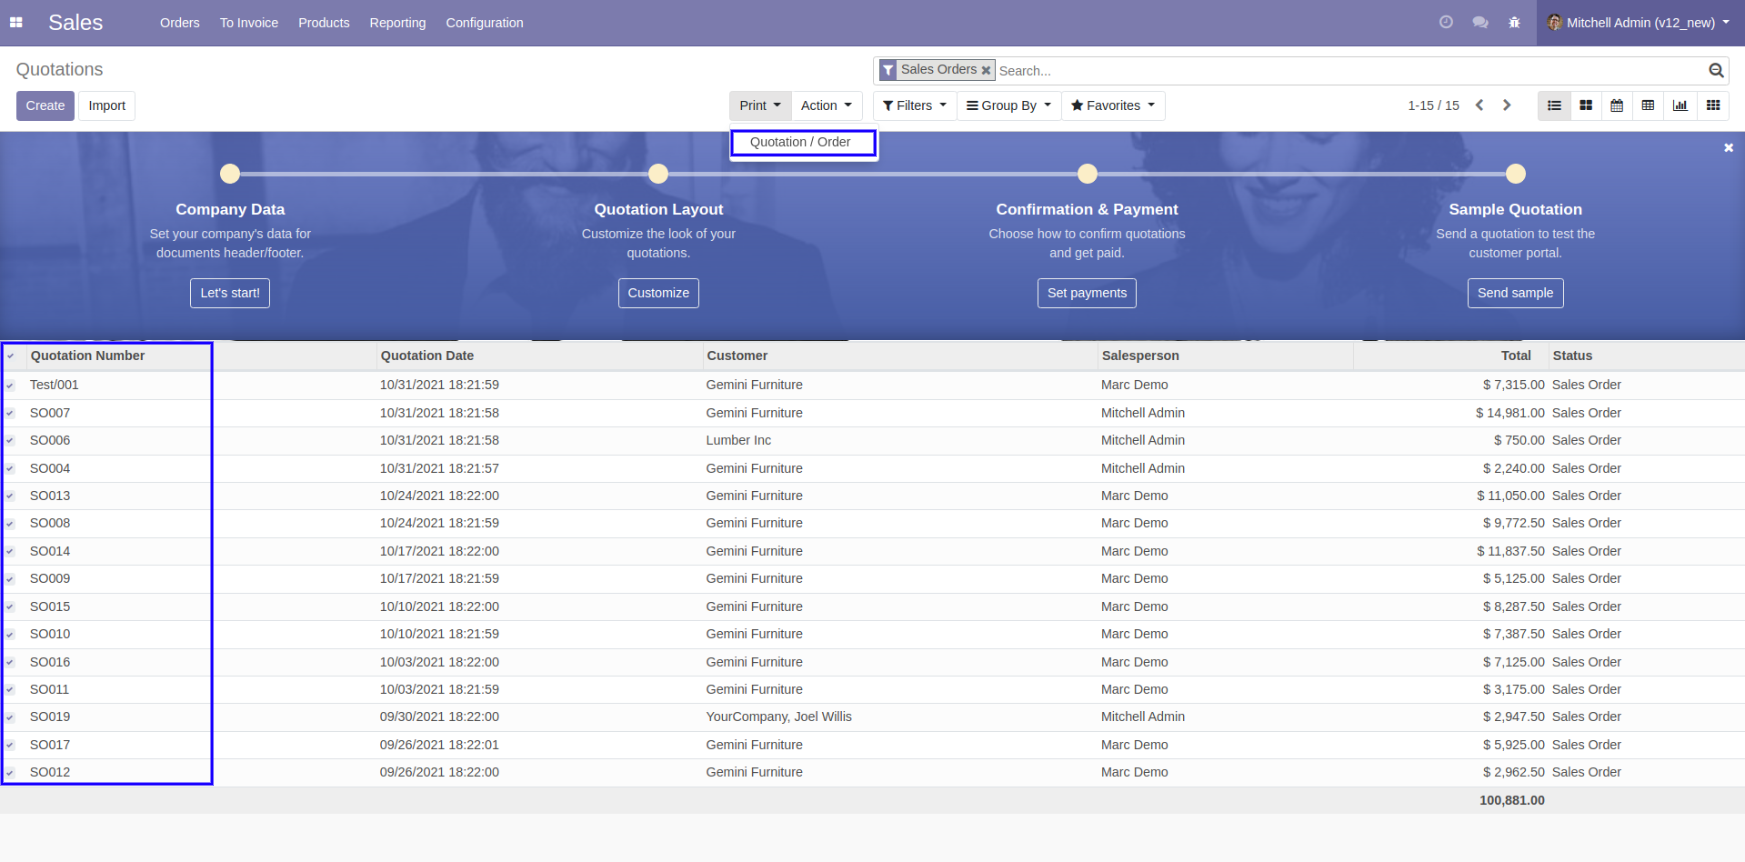 Sales Orders To Invoice Products Reporting Configuration Mitchell Admin (v12_new)
Quotations Sales Orders Search...
Create Import Print Action Filters Group By Favorites 1-15 / 15
Quotation / Order
Company Data Quotation Layout Confirmation & Payment Sample Quotation
Set your company's data for Customize the look of your Choose how to confirm quotations Send a quotation to test the
documents header/footer. quotations. and get paid. customer portal.
Let's start! Customize Set payments Send sample
Quotation Number Quotation Date Customer Salesperson Total Status
Test/001 10/31/2021 18:21:59 Gemini Furniture Marc Demo $ 7,315.00 Sales Order
SO007 10/31/2021 18:21:58 Gemini Furniture Mitchell Admin $ 14,981.00 Sales Order
SO006 10/31/2021 18:21:58 Lumber Inc Mitchell Admin $ 750.00 Sales Order
SO004 10/31/2021 18:21:57 Gemini Furniture Mitchell Admin $ 2,240.00 Sales Order
SO013 10/24/2021 18:22:00 Gemini Furniture Marc Demo $ 11,050.00 Sales Order
SO008 10/24/2021 18:21:59 Gemini Furniture Marc Demo $ 9,772.50 Sales Order
SO014 10/17/2021 18:22:00 Gemini Furniture Marc Demo $ 11,837.50 Sales Order
SO009 10/17/2021 18:21:59 Gemini Furniture Marc Demo $ 5,125.00 Sales Order
SO015 10/10/2021 18:22:00 Gemini Furniture Marc Demo $ 8,287.50 Sales Order
SO010 10/10/2021 18:21:59 Gemini Furniture Marc Demo $ 7,387.50 Sales Order
SO016 10/03/2021 18:22:00 Gemini Furniture Marc Demo $ 7,125.00 Sales Order
SO011 10/03/2021 18:21:59 Gemini Furniture Marc Demo $ 3,175.00 Sales Order
SO019 09/30/2021 18:22:00 YourCompany, Joel Willis Mitchell Admin $ 2,947.50 Sales Order
SO017 09/26/2021 18:22:01 Gemini Furniture Marc Demo $ 5,925.00 Sales Order
SO012 09/26/2021 18:22:00 Gemini Furniture Marc Demo $ 2,962.50 Sales Order
100,881.00